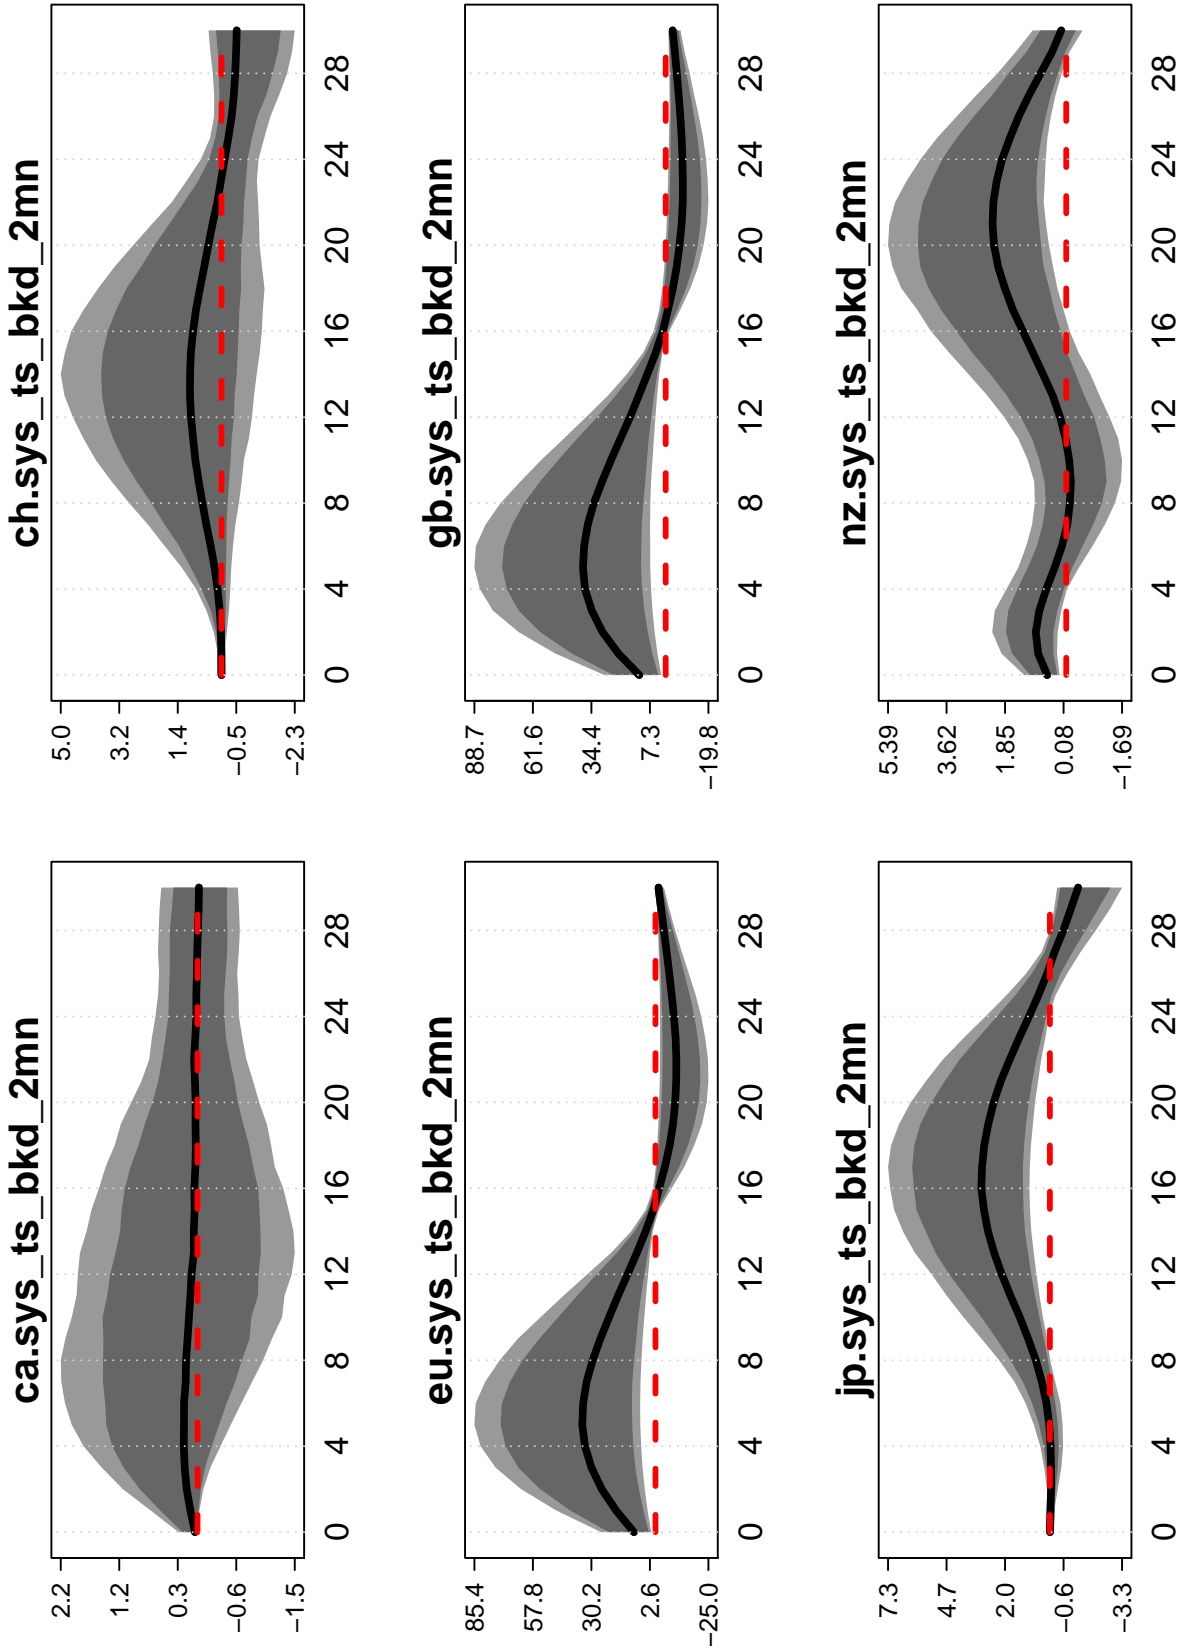 ca.sys_ts_bkd_2mn
2.2
1.2
0.3
−0.6
−1.5
0 4 8 12 16 20 24 28
ch.sys_ts_bkd_2mn
5.0
3.2
1.4
−0.5
−2.3
0 4 8 12 16 20 24 28
eu.sys_ts_bkd_2mn
85.4
57.8
30.2
2.6
−25.0
0 4 8 12 16 20 24 28
gb.sys_ts_bkd_2mn
88.7
61.6
34.4
7.3
−19.8
0 4 8 12 16 20 24 28
jp.sys_ts_bkd_2mn
7.3
4.7
2.0
−0.6
−3.3
0 4 8 12 16 20 24 28
nz.sys_ts_bkd_2mn
5.39
3.62
1.85
0.08
−1.69
0 4 8 12 16 20 24 28